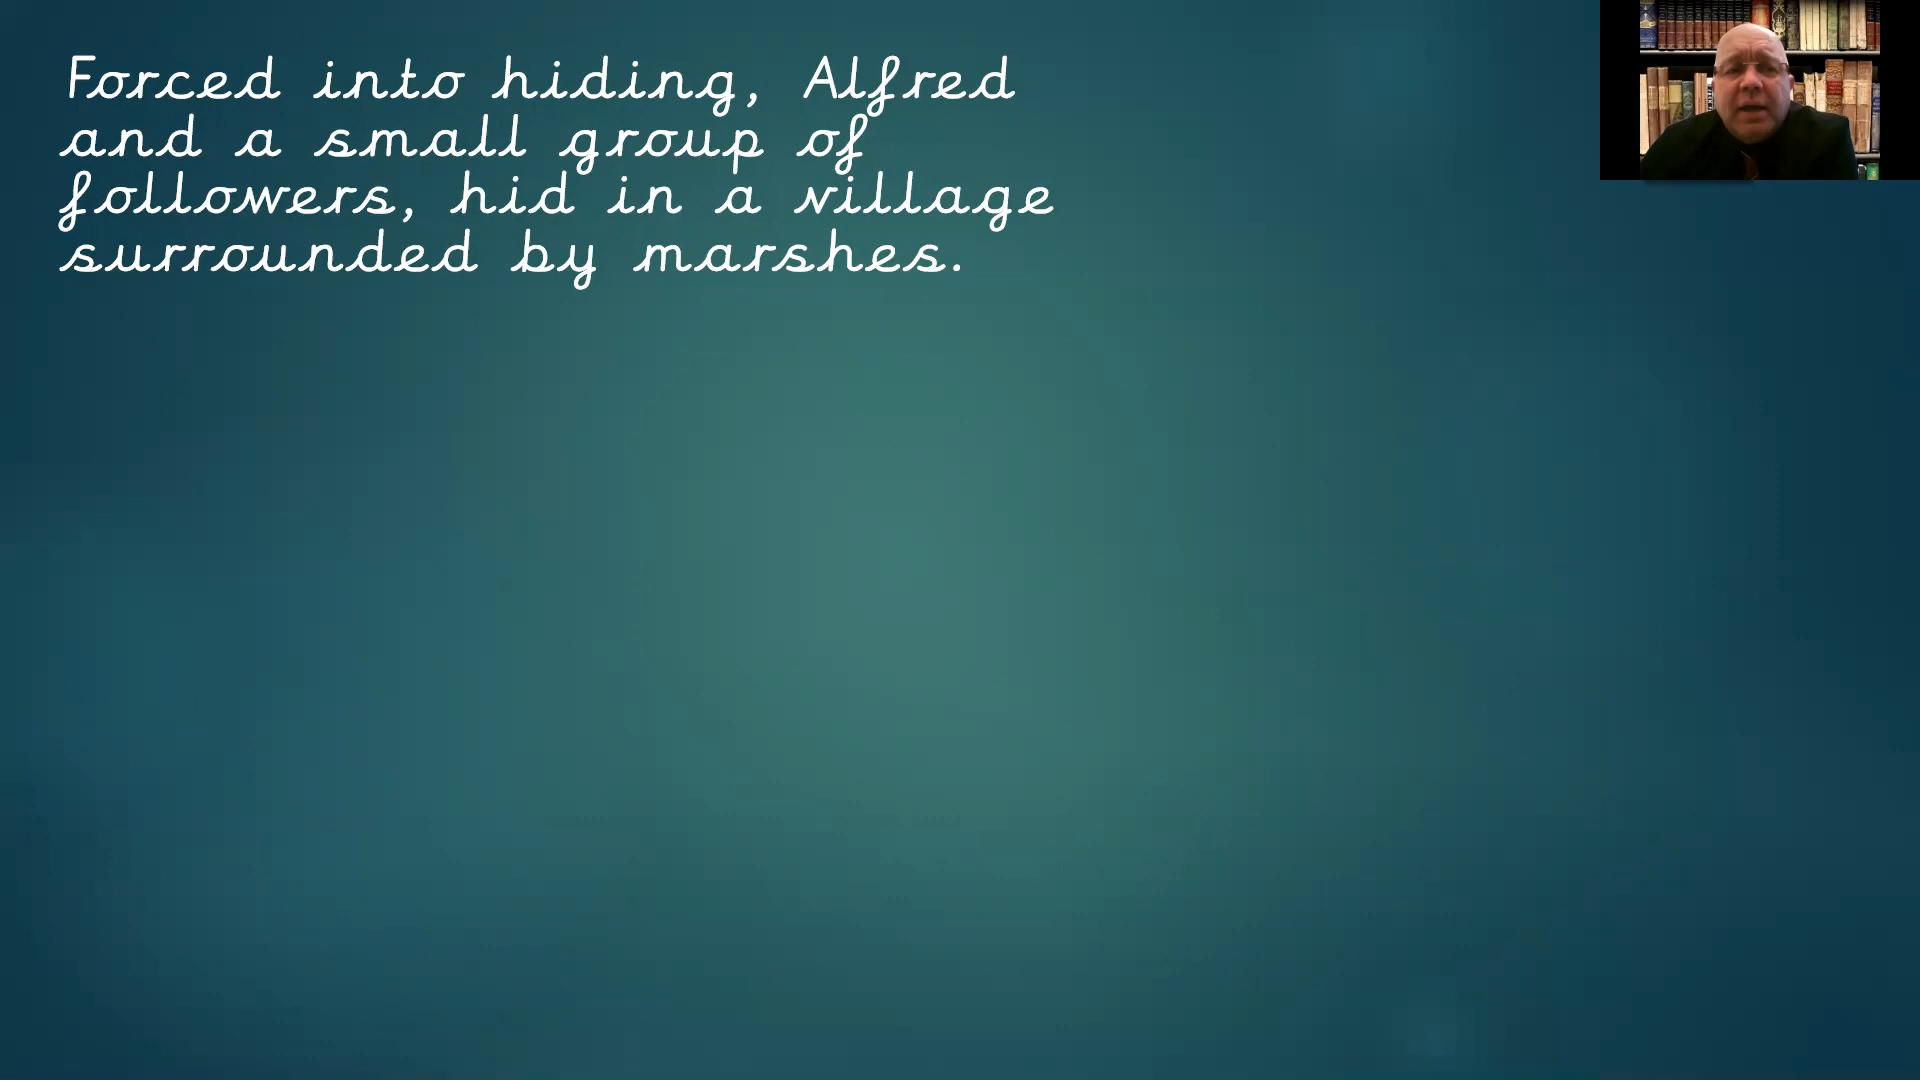 Forced into hiding, Alfred
and a small group of
followers, hid in a village
surrounded by marshes.